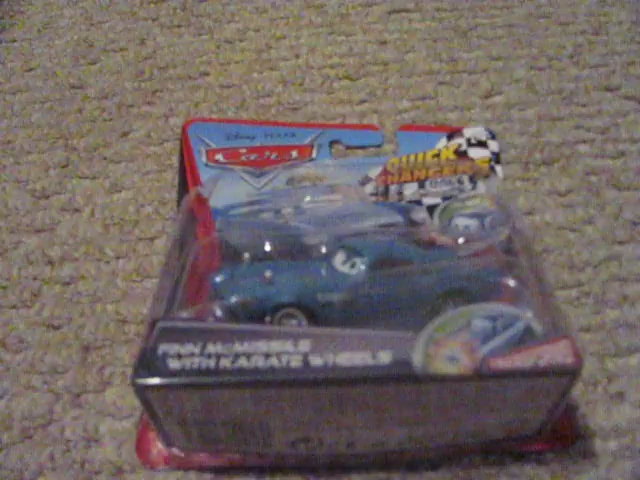 Disney PIXAR
Cars
QUICK
CHANGERS
FINN McMISSILE
WITH KARATE WHEELS